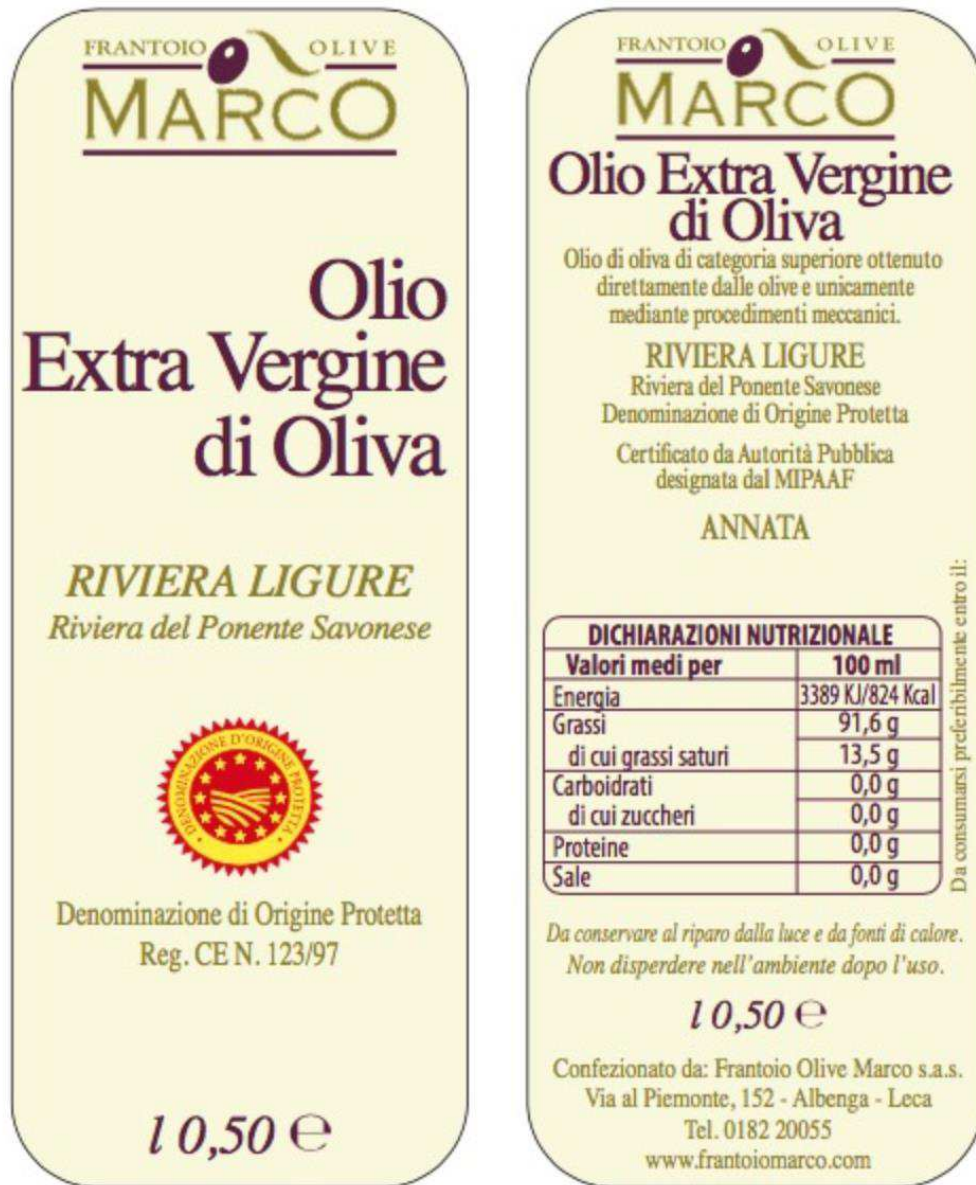 FRANTOIO OLIVE
MARCO
Olio
Extra Vergine
di Oliva
RIVIERA LIGURE
Riviera del Ponente Savonese
DENOMINAZIONE D'ORIGINE PROTETTA
Denominazione di Origine Protetta
Reg. CE N. 123/97
l 0,50 ℮
FRANTOIO OLIVE
MARCO
Olio Extra Vergine
di Oliva
Olio di oliva di categoria superiore ottenuto
direttamente dalle olive e unicamente
mediante procedimenti meccanici.
RIVIERA LIGURE
Riviera del Ponente Savonese
Denominazione di Origine Protetta
Certificato da Autorità Pubblica
designata dal MIPAAF
ANNATA
Da consumarsi preferibilmente entro il:
DICHIARAZIONI NUTRIZIONALE
Valori medi per 100 ml
Energia 3389 KJ/824 Kcal
Grassi 91,6 g
di cui grassi saturi 13,5 g
Carboidrati 0,0 g
di cui zuccheri 0,0 g
Proteine 0,0 g
Sale 0,0 g
Da conservare al riparo dalla luce e da fonti di calore.
Non disperdere nell'ambiente dopo l'uso.
l 0,50 ℮
Confezionato da: Frantoio Olive Marco s.a.s.
Via al Piemonte, 152 - Albenga - Leca
Tel. 0182 20055
www.frantoiomarco.com